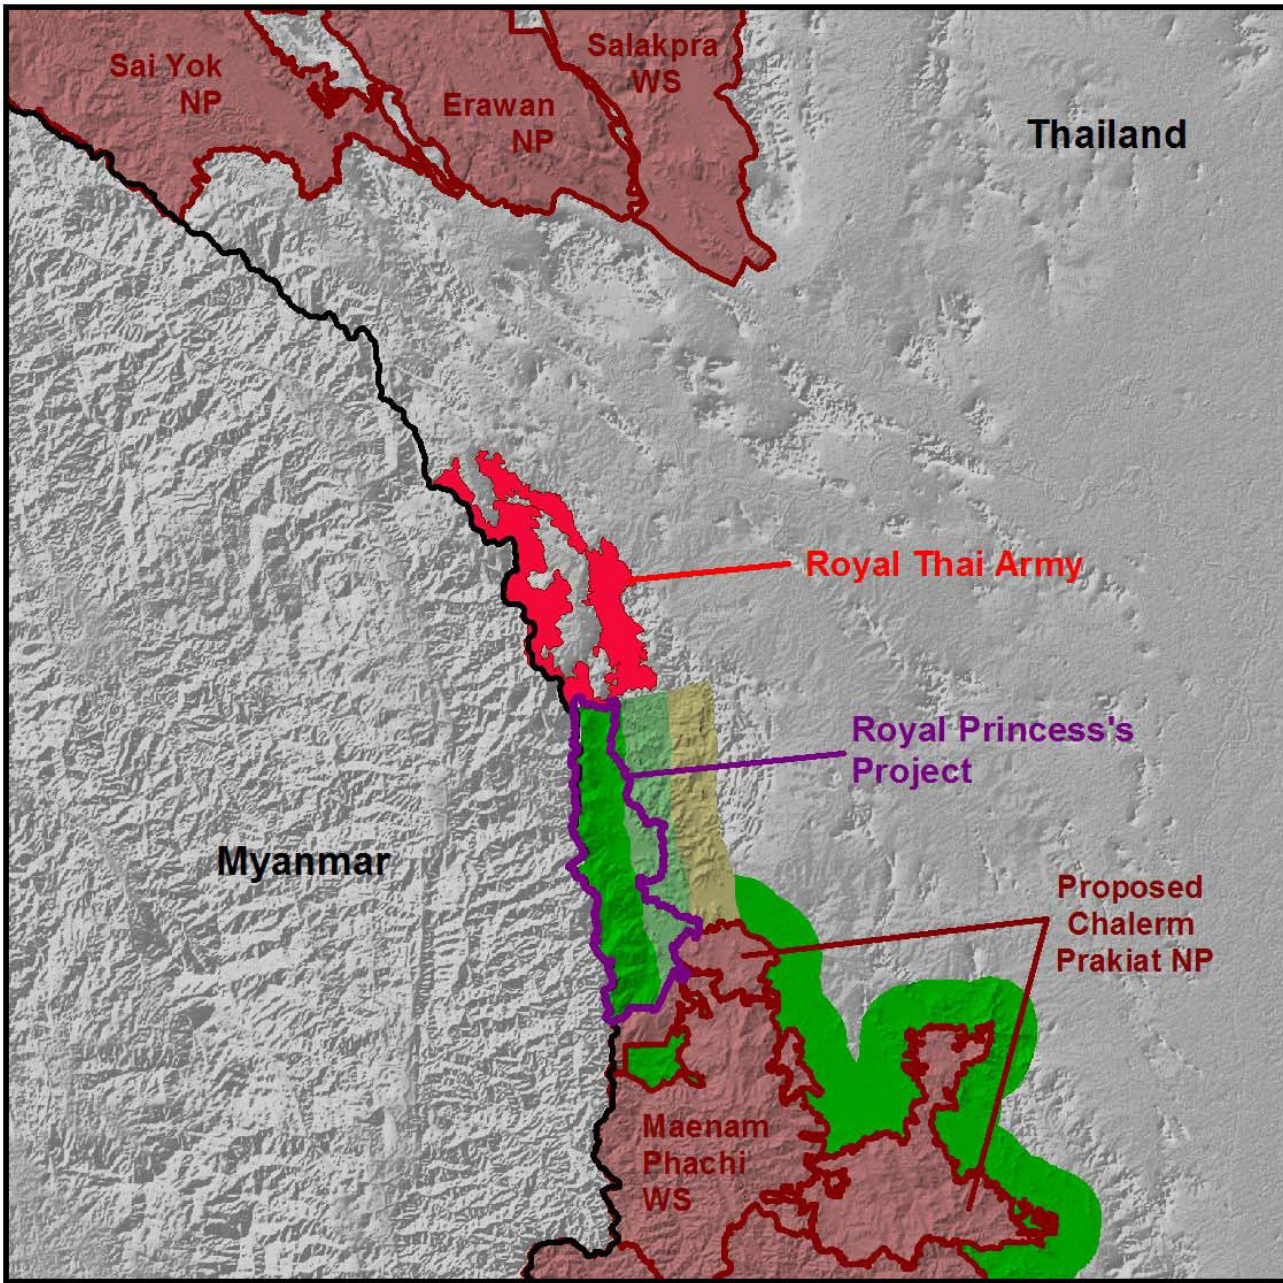 Sai Yok
NP
Erawan
NP
Salakpra
WS
Thailand
Royal Thai Army
Royal Princess's
Project
Myanmar
Proposed
Chalerm
Prakiat NP
Maenam
Phachi
WS